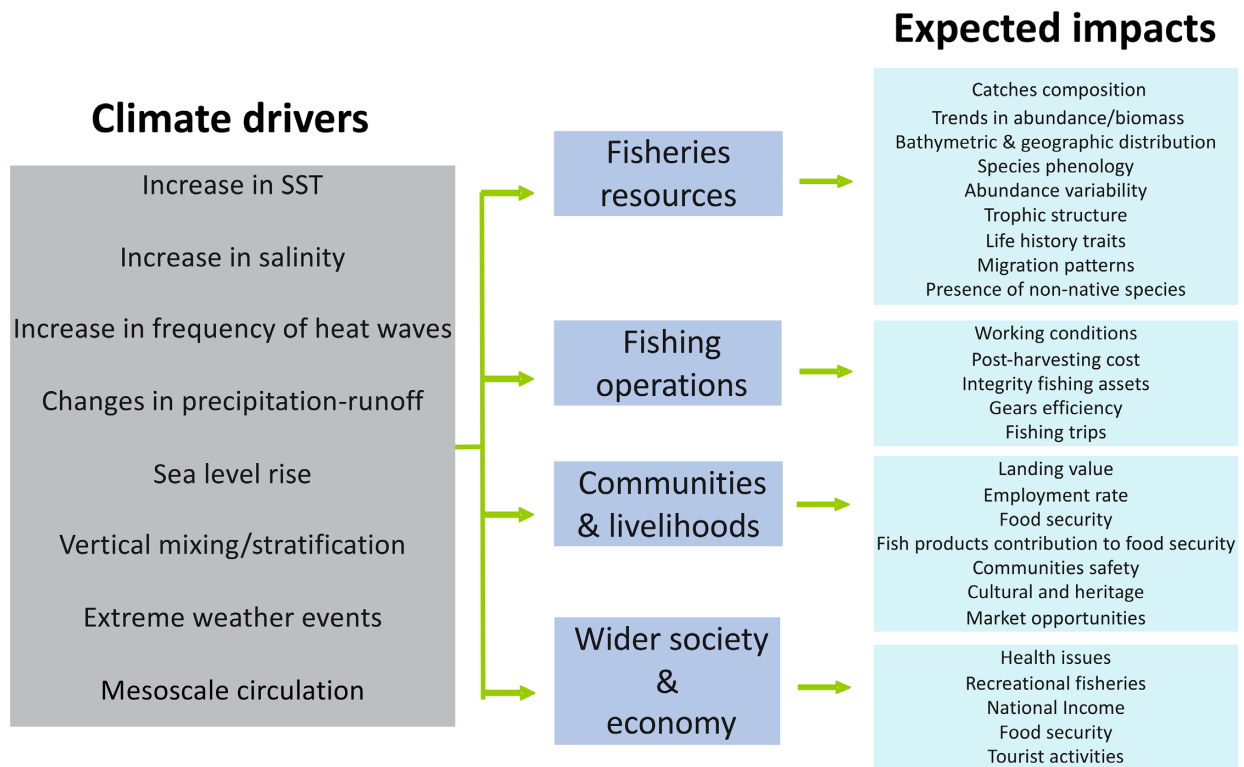 Climate drivers
Increase in SST
Increase in salinity
Increase in frequency of heat waves
Changes in precipitation-runoff
Sea level rise
Vertical mixing/stratification
Extreme weather events
Mesoscale circulation
Fisheries
resources
Fishing
operations
Communities
& livelihoods
Wider society
&
economy
Expected impacts
Catches composition
Trends in abundance/biomass
Bathymetric & geographic distribution
Species phenology
Abundance variability
Trophic structure
Life history traits
Migration patterns
Presence of non-native species
Working conditions
Post-harvesting cost
Integrity fishing assets
Gears efficiency
Fishing trips
Landing value
Employment rate
Food security
Fish products contribution to food security
Communities safety
Cultural and heritage
Market opportunities
Health issues
Recreational fisheries
National Income
Food security
Tourist activities